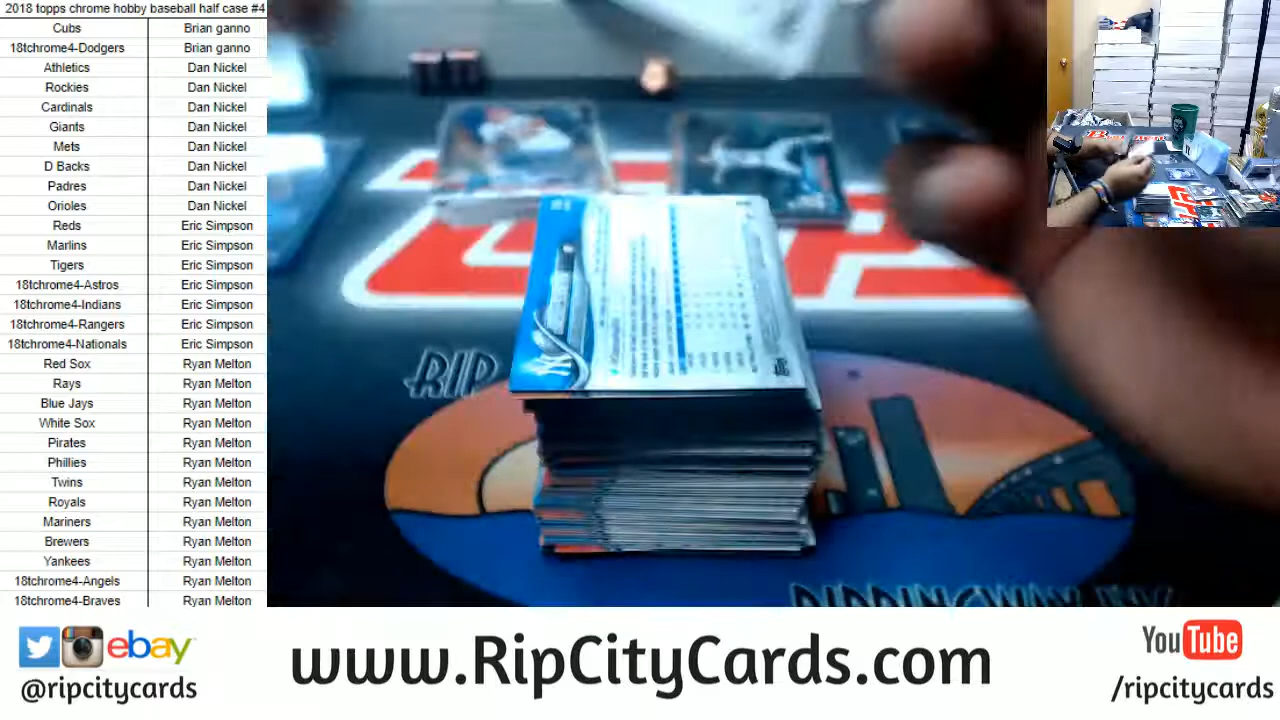 2018 topps chrome hobby baseball half case #4
Cubs Brian ganno
18tchrome4-Dodgers Brian ganno
Athletics Dan Nickel
Rockies Dan Nickel
Cardinals Dan Nickel
Giants Dan Nickel
Mets Dan Nickel
D Backs Dan Nickel
Padres Dan Nickel
Orioles Dan Nickel
Reds Eric Simpson
Marlins Eric Simpson
Tigers Eric Simpson
18tchrome4-Astros Eric Simpson
18tchrome4-Indians Eric Simpson
18tchrome4-Rangers Eric Simpson
18tchrome4-Nationals Eric Simpson
Red Sox Ryan Melton
Rays Ryan Melton
Blue Jays Ryan Melton
White Sox Ryan Melton
Pirates Ryan Melton
Phillies Ryan Melton
Twins Ryan Melton
Royals Ryan Melton
Mariners Ryan Melton
Brewers Ryan Melton
Yankees Ryan Melton
18tchrome4-Angels Ryan Melton
18tchrome4-Braves Ryan Melton
RIP
ebay
@ripcitycards
www.RipCityCards.com
YouTube
/ripcitycards